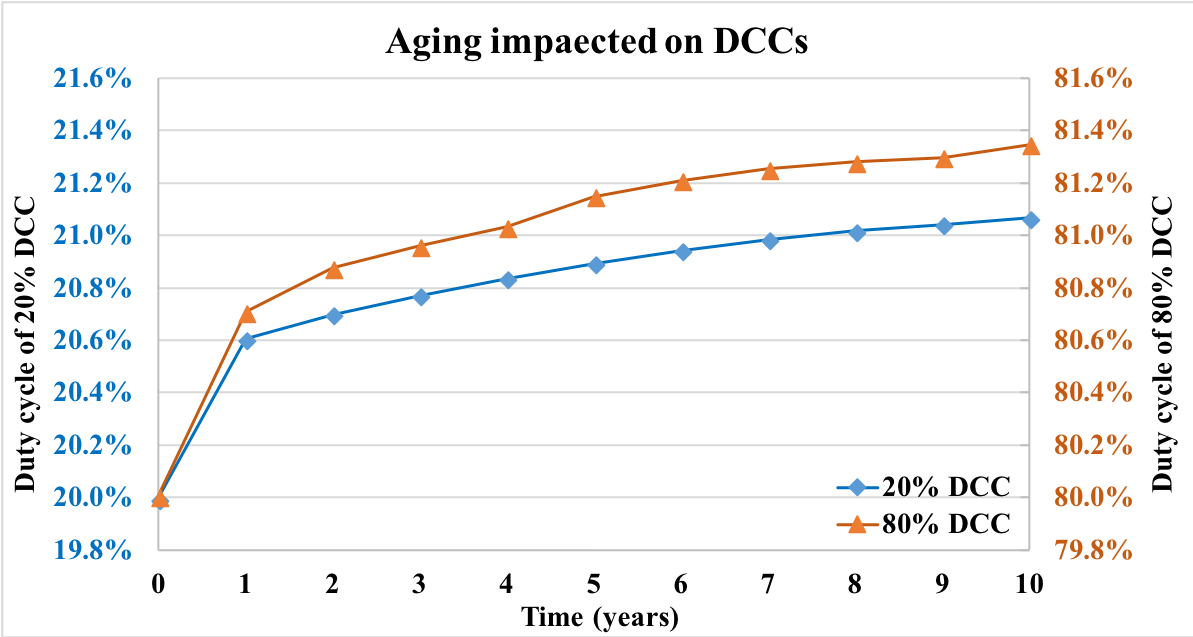 Aging impaected on DCCs
21.6%
21.4%
21.2%
21.0%
20.8%
20.6%
20.4%
20.2%
20.0%
19.8%
Duty cycle of 20% DCC
81.6%
81.4%
81.2%
81.0%
80.8%
80.6%
80.4%
80.2%
80.0%
79.8%
Duty cycle of 80% DCC
20% DCC
80% DCC
0 1 2 3 4 5 6 7 8 9 10
Time (years)